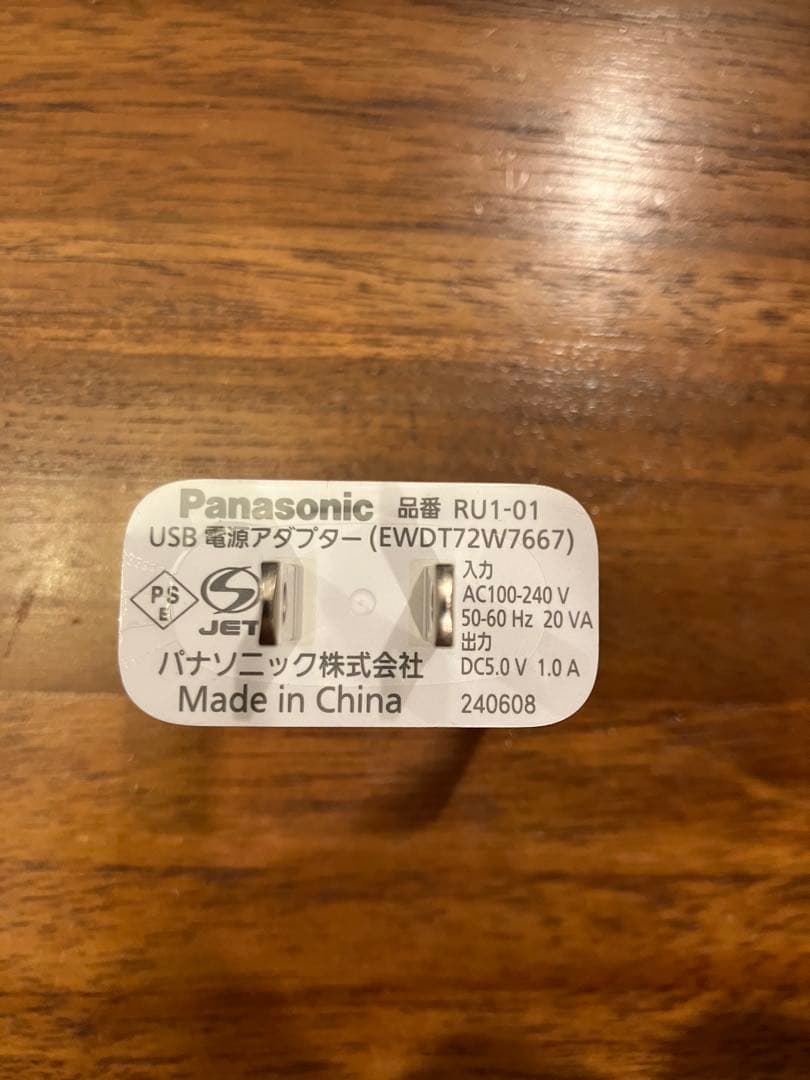 Panasonic 品番 RU1-01
USB 電源アダプター (EWDT72W7667)
PS
E
JET
入力
AC100-240 V
50-60 Hz 20 VA
出力
DC5.0 V 1.0 A
パナソニック株式会社
Made in China
240608